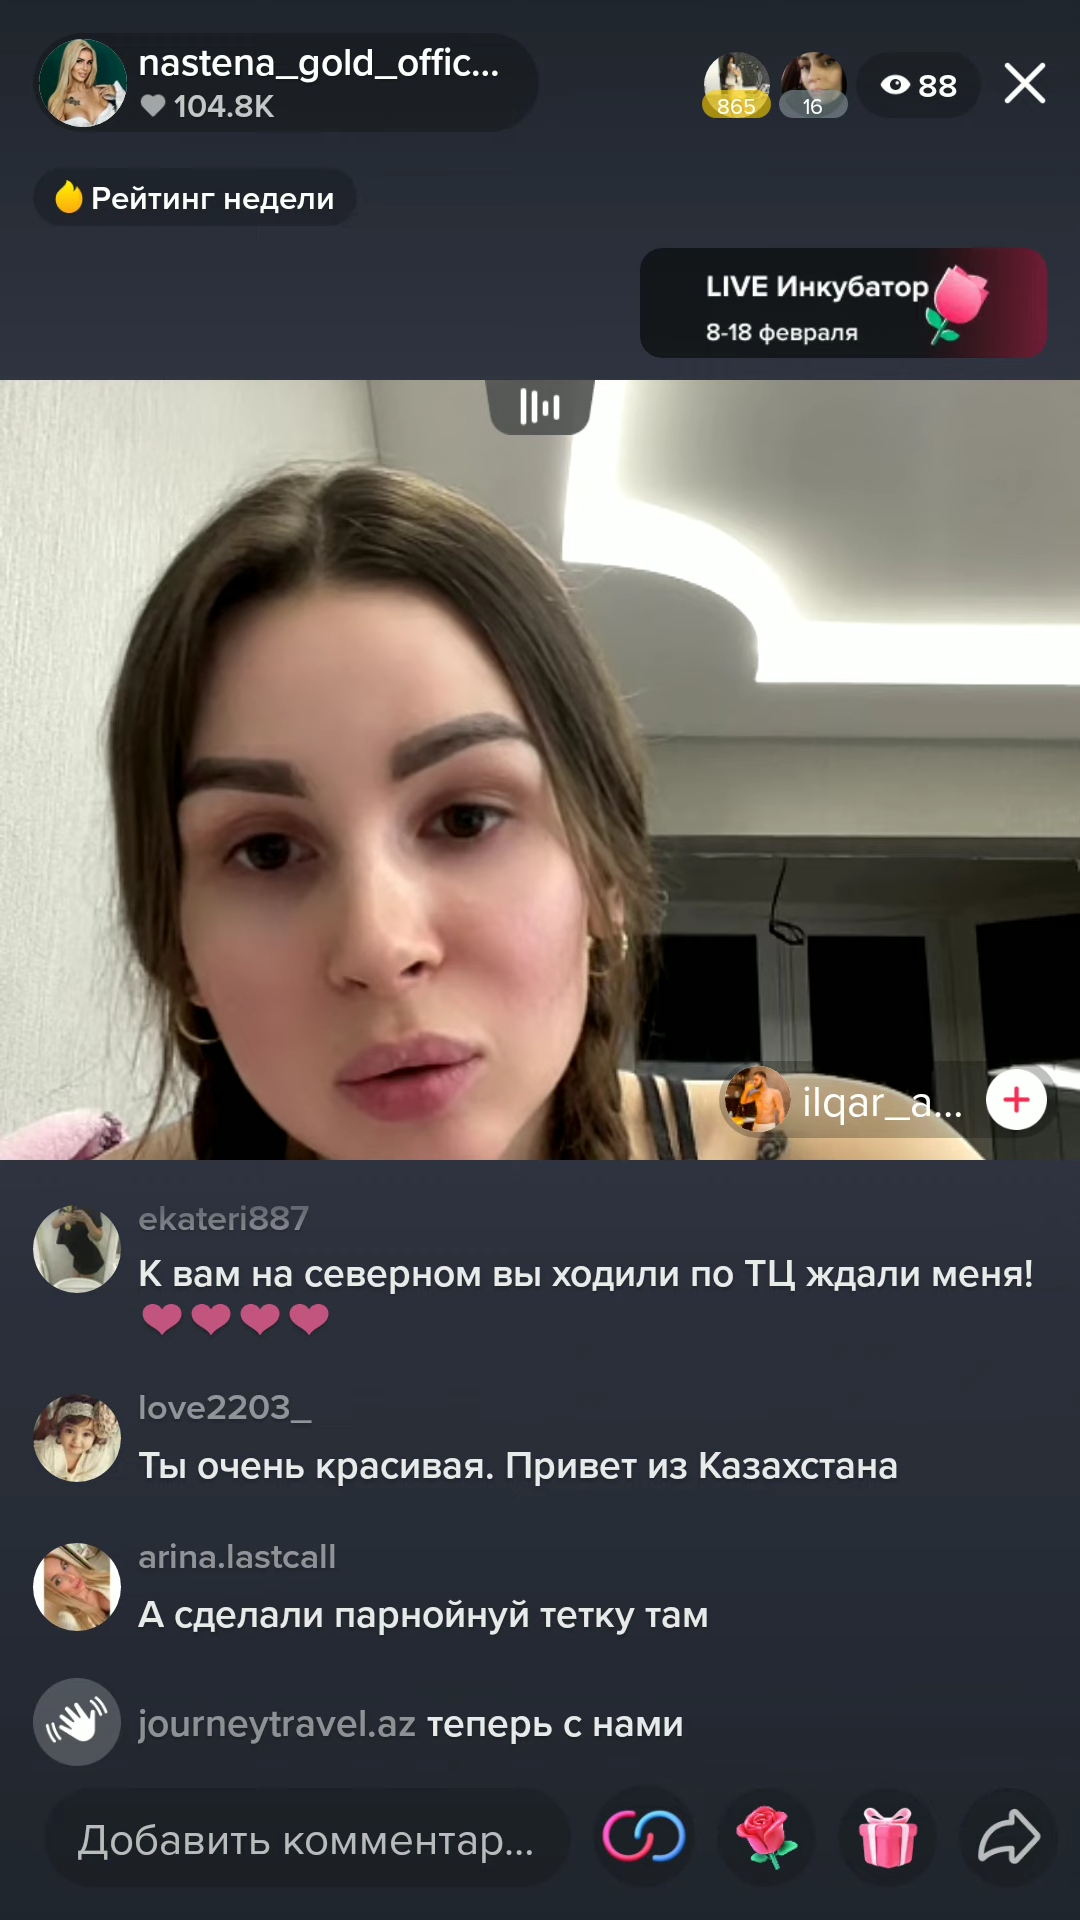 nastena_gold_offic...
104.8K
865
16
88
Рейтинг недели
LIVE Инкубатор
8-18 февраля
ilqar_a...
ekateri887
К вам на северном вы ходили по ТЦ ждали меня!
love2203_
Ты очень красивая. Привет из Казахстана
arina.lastcall
А сделали парнойнуй тетку там
journeytravel.az теперь с нами
Добавить комментар...